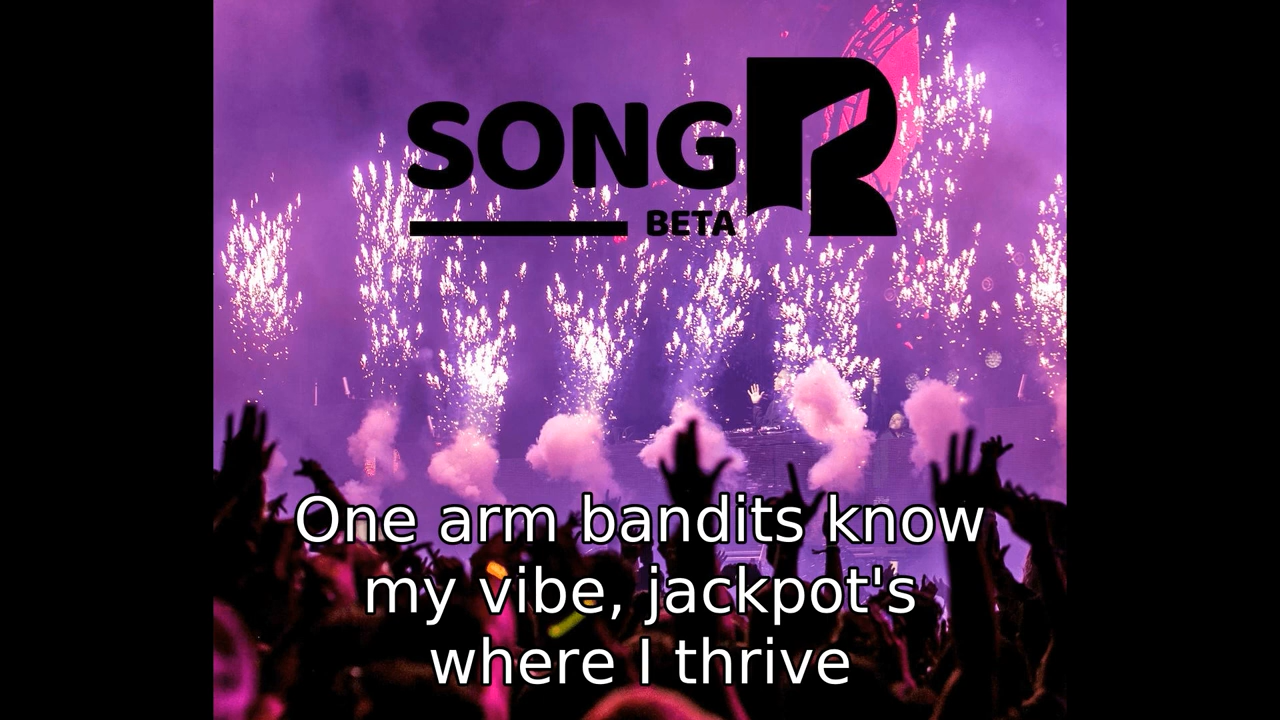 SONG R
BETA
One arm bandits know
my vibe, jackpot's
where I thrive